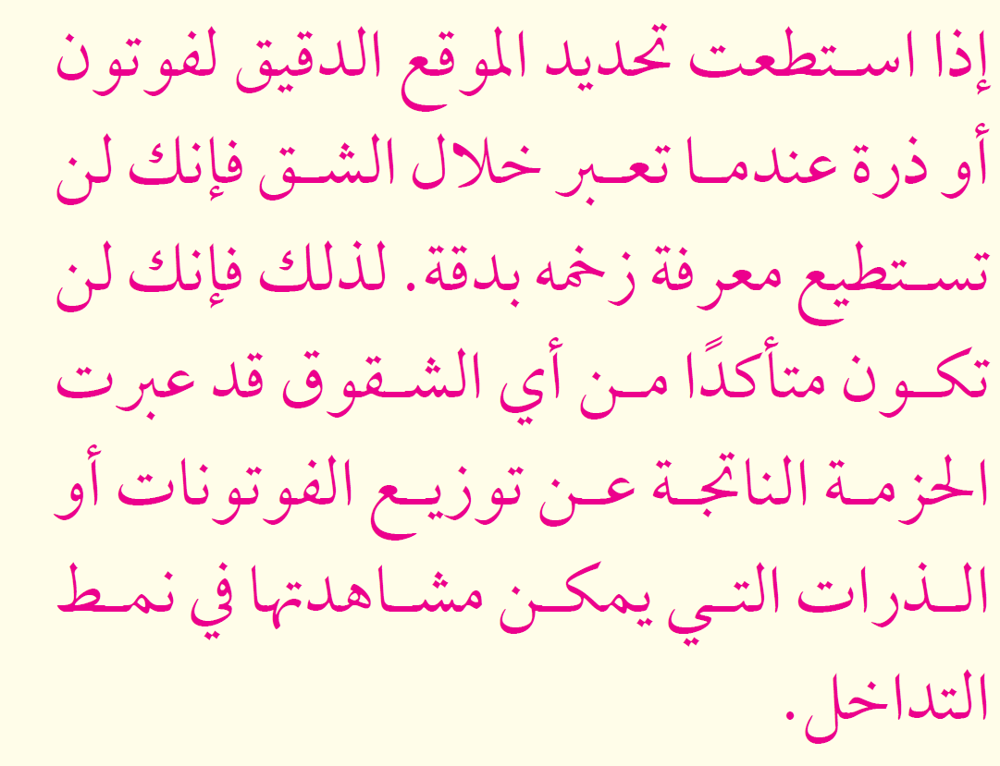 إذا استطعت تحديد الموقع الدقيق لفوتون
أو ذرة عندما تعبر خلال الشق فإنك لن
تستطيع معرفة زخمه بدقة. لذلك فإنك لن
تكون متأكدًا من أي الشقوق قد عبرت
الحزمة الناتجة عن توزيع الفوتونات أو
الذرات التي يمكن مشاهدتها في نمط
التداخل.